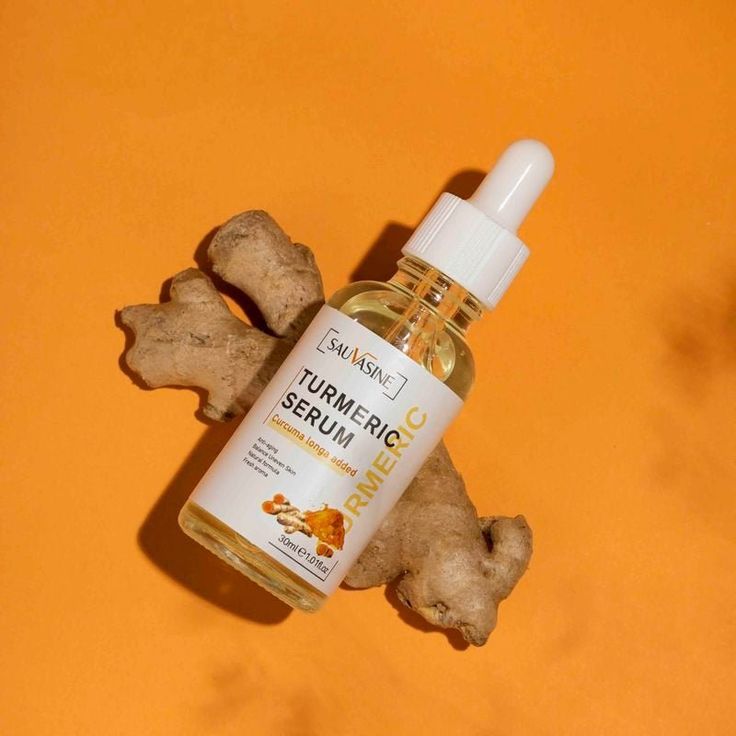 SAUVASINE
TURMERIC
SERUM
Curcuma longa added
TURMERIC
Anti-aging
Balance Uneven Skin
Natural formula
Fresh aroma
30ml e 1.01fl.oz